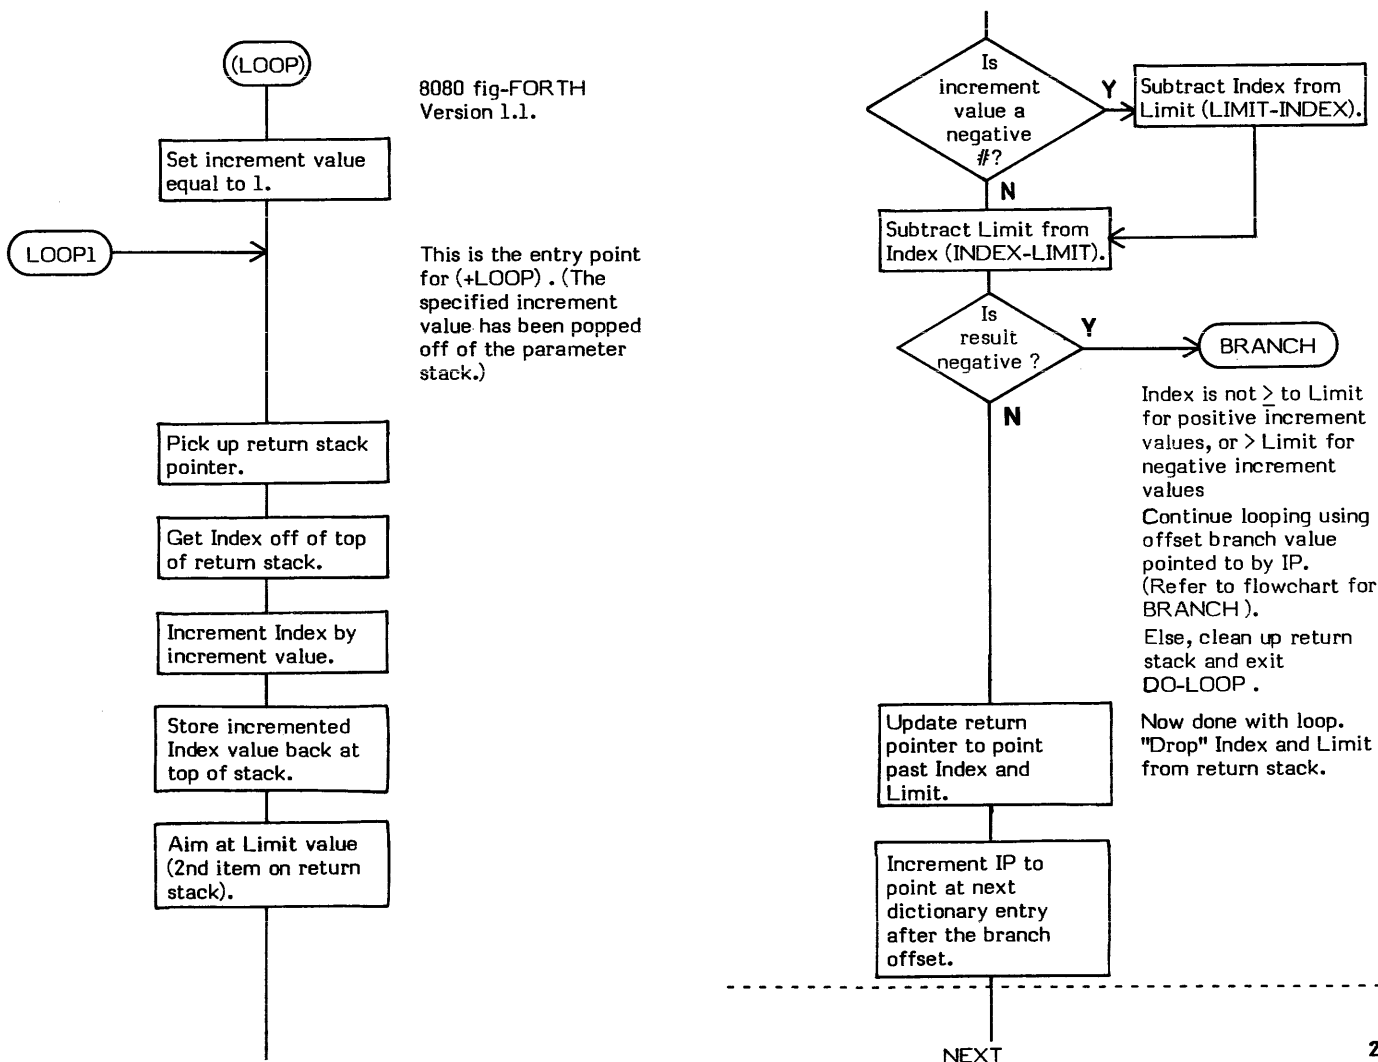 (LOOP)
8080 fig-FORTH
Version 1.1.
Set increment value
equal to 1.
LOOP1
This is the entry point
for (+LOOP) . (The
specified increment
value has been popped
off of the parameter
stack.)
Pick up return stack
pointer.
Get Index off of top
of return stack.
Increment Index by
increment value.
Store incremented
Index value back at
top of stack.
Aim at Limit value
(2nd item on return
stack).
Is
increment
value a
negative
#?
Y
Subtract Index from
Limit (LIMIT-INDEX).
N
Subtract Limit from
Index (INDEX-LIMIT).
Is
result
negative ?
Y
BRANCH
N
Index is not ≥ to Limit
for positive increment
values, or > Limit for
negative increment
values
Continue looping using
offset branch value
pointed to by IP.
(Refer to flowchart for
BRANCH ).
Else, clean up return
stack and exit
DO-LOOP .
Update return
pointer to point
past Index and
Limit.
Now done with loop.
"Drop" Index and Limit
from return stack.
Increment IP to
point at next
dictionary entry
after the branch
offset.
NEXT
2